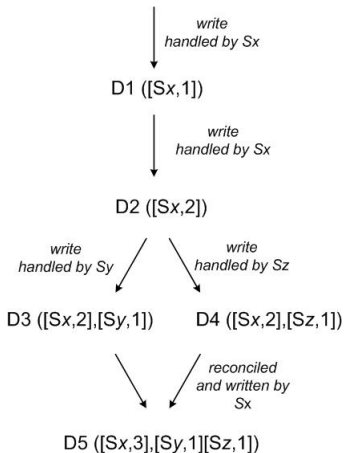 write
handled by Sx
D1 ([Sx,1])
write
handled by Sx
D2 ([Sx,2])
write
handled by Sy
write
handled by Sz
D3 ([Sx,2],[Sy,1])
D4 ([Sx,2],[Sz,1])
reconciled
and written by
Sx
D5 ([Sx,3],[Sy,1][Sz,1])